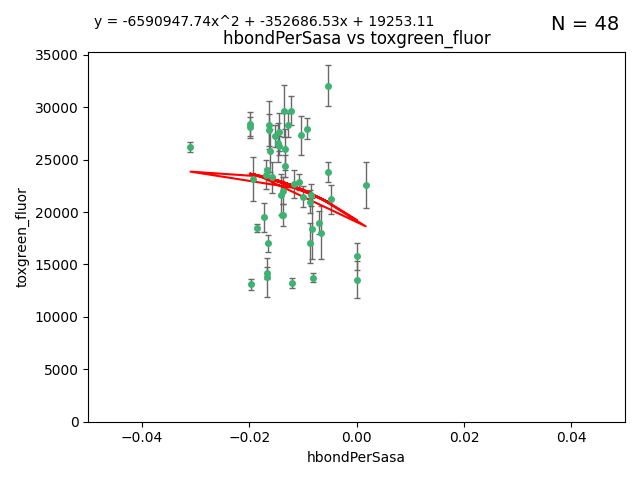 y = -6590947.74x^2 + -352686.53x + 19253.11
N = 48
hbondPerSasa vs toxgreen_fluor
toxgreen_fluor
35000
30000
25000
20000
15000
10000
5000
0
−0.04
−0.02
0.00
0.02
0.04
hbondPerSasa